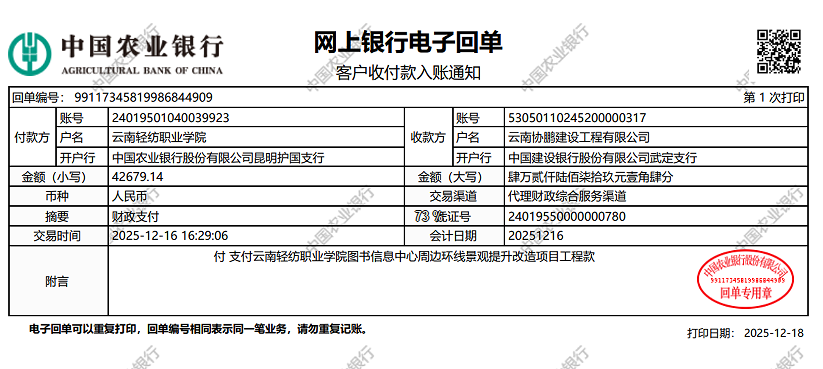 中国农业银行
AGRICULTURAL BANK OF CHINA
网上银行电子回单
客户收付款入账通知
回单编号： 99117345819986844909 第 1 次打印
付款方 账号 24019501040039923 收款方 账号 53050110245200000317
户名 云南轻纺职业学院 户名 云南协鹏建设工程有限公司
开户行 中国农业银行股份有限公司昆明护国支行 开户行 中国建设银行股份有限公司武定支行
金额（小写） 42679.14 金额（大写） 肆万贰仟陆佰柒拾玖元壹角肆分
币种 人民币 交易渠道 代理财政综合服务渠道
摘要 财政支付 凭证号 24019550000000780
交易时间 2025-12-16 16:29:06 会计日期 20251216
附言 付 支付云南轻纺职业学院图书信息中心周边环线景观提升改造项目工程款
中国农业银行股份有限公司
99117345819986844909
回单专用章
电子回单可以重复打印，回单编号相同表示同一笔业务，请勿重复记账。
打印日期： 2025-12-18